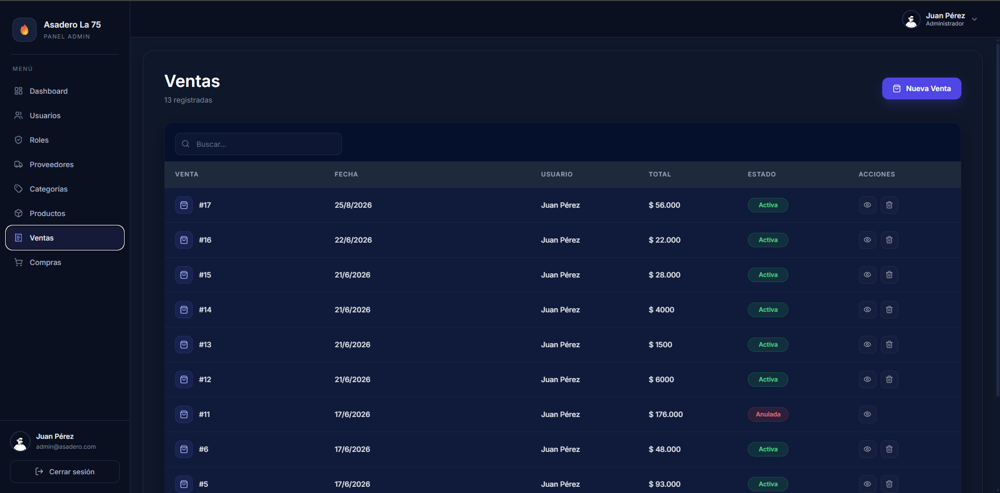 Asadero La 75
PANEL ADMIN
MENÚ
Dashboard
Usuarios
Roles
Proveedores
Categorías
Productos
Ventas
Compras
Juan Pérez
admin@asadero.com
Cerrar sesión
Juan Pérez
Administrador
Ventas
13 registradas
Nueva Venta
Buscar...
VENTA FECHA USUARIO TOTAL ESTADO ACCIONES
#17 25/8/2026 Juan Pérez $ 56.000 Activa
#16 22/6/2026 Juan Pérez $ 22.000 Activa
#15 21/6/2026 Juan Pérez $ 28.000 Activa
#14 21/6/2026 Juan Pérez $ 4000 Activa
#13 21/6/2026 Juan Pérez $ 1500 Activa
#12 21/6/2026 Juan Pérez $ 6000 Activa
#11 17/6/2026 Juan Pérez $ 176.000 Anulada
#6 17/6/2026 Juan Pérez $ 48.000 Activa
#5 17/6/2026 Juan Pérez $ 93.000 Activa